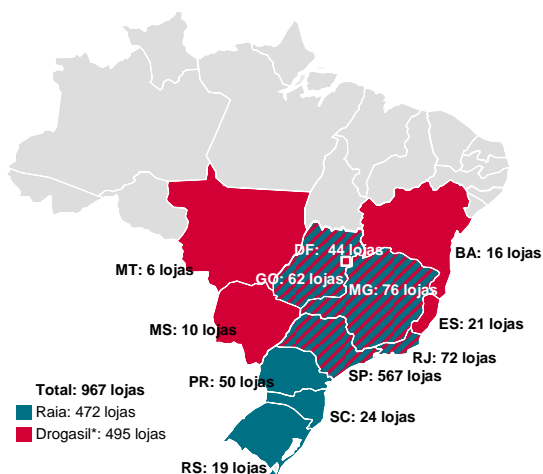 DF: 44 lojas
BA: 16 lojas
MT: 6 lojas
GO: 62 lojas
MG: 76 lojas
ES: 21 lojas
MS: 10 lojas
RJ: 72 lojas
SP: 567 lojas
PR: 50 lojas
Total: 967 lojas
Raia: 472 lojas
SC: 24 lojas
Drogasil*: 495 lojas
RS: 19 lojas